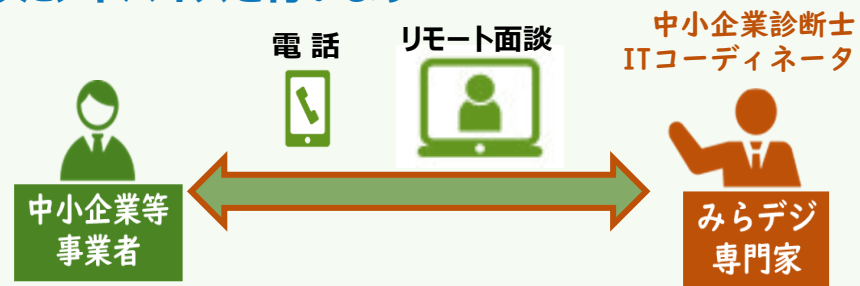 電 話
リモート面談
中小企業診断士
ITコーディネータ
中小企業等
事業者
みらデジ
専門家